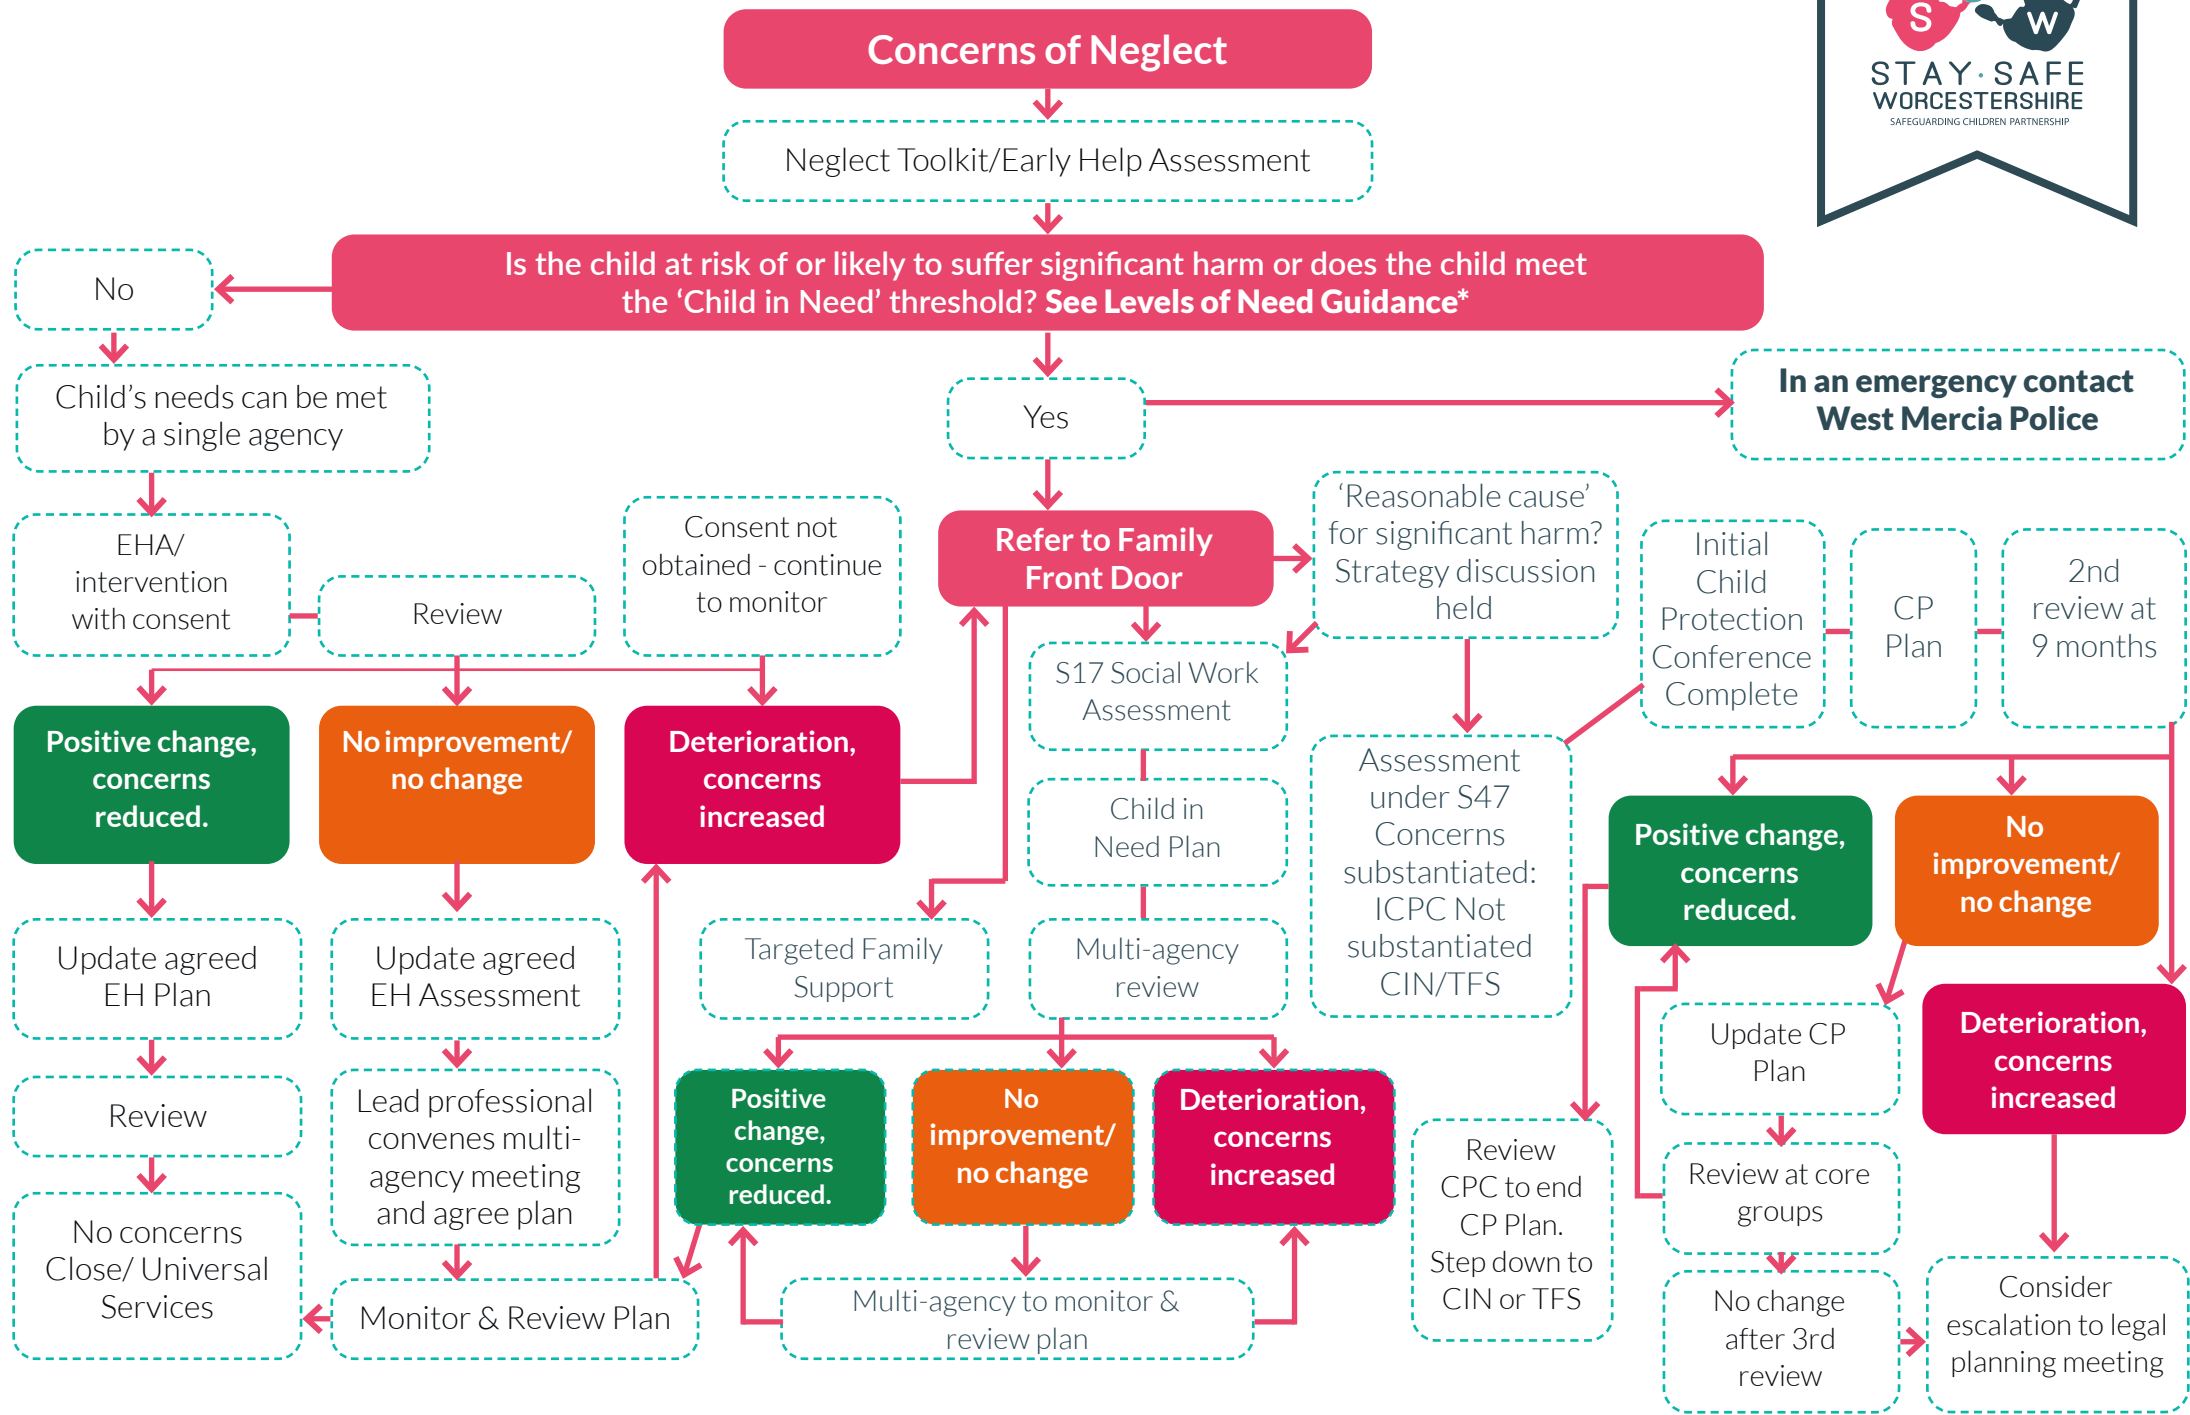 S
W
STAY·SAFE
WORCESTERSHIRE
SAFEGUARDING CHILDREN PARTNERSHIP
Concerns of Neglect
Neglect Toolkit/Early Help Assessment
Is the child at risk of or likely to suffer significant harm or does the child meet
the ‘Child in Need’ threshold? See Levels of Need Guidance*
No
Child’s needs can be met
by a single agency
Yes
In an emergency contact
West Mercia Police
EHA/
intervention
with consent
Review
Consent not
obtained - continue
to monitor
Refer to Family
Front Door
‘Reasonable cause’
for significant harm?
Strategy discussion
held
Initial
Child
Protection
Conference
Complete
CP
Plan
2nd
review at
9 months
Positive change,
concerns
reduced.
No improvement/
no change
Deterioration,
concerns
increased
S17 Social Work
Assessment
Child in
Need Plan
Assessment
under S47
Concerns
substantiated:
ICPC Not
substantiated
CIN/TFS
Positive change,
concerns
reduced.
No
improvement/
no change
Update agreed
EH Plan
Update agreed
EH Assessment
Targeted Family
Support
Multi-agency
review
Update CP
Plan
Deterioration,
concerns
increased
Review
Lead professional
convenes multi-
agency meeting
and agree plan
Positive
change,
concerns
reduced.
No
improvement/
no change
Deterioration,
concerns
increased
Review
CPC to end
CP Plan.
Step down to
CIN or TFS
Review at core
groups
No concerns
Close/ Universal
Services
Monitor & Review Plan
Multi-agency to monitor &
review plan
No change
after 3rd
review
Consider
escalation to legal
planning meeting